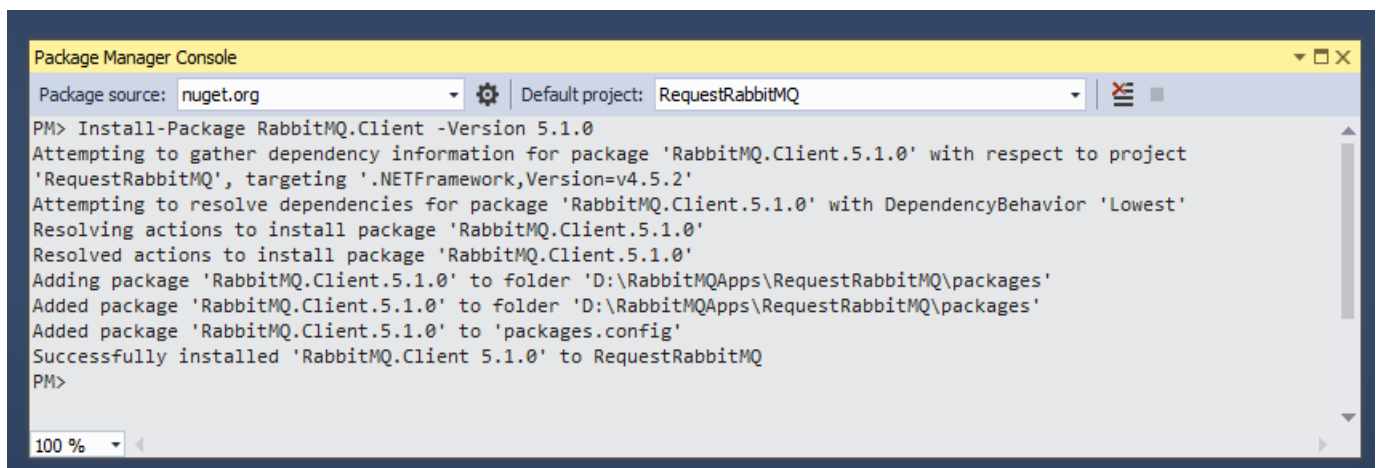 Package Manager Console
Package source: nuget.org Default project: RequestRabbitMQ
PM> Install-Package RabbitMQ.Client -Version 5.1.0
Attempting to gather dependency information for package 'RabbitMQ.Client.5.1.0' with respect to project
'RequestRabbitMQ', targeting '.NETFramework,Version=v4.5.2'
Attempting to resolve dependencies for package 'RabbitMQ.Client.5.1.0' with DependencyBehavior 'Lowest'
Resolving actions to install package 'RabbitMQ.Client.5.1.0'
Resolved actions to install package 'RabbitMQ.Client.5.1.0'
Adding package 'RabbitMQ.Client.5.1.0' to folder 'D:\RabbitMQApps\RequestRabbitMQ\packages'
Added package 'RabbitMQ.Client.5.1.0' to folder 'D:\RabbitMQApps\RequestRabbitMQ\packages'
Added package 'RabbitMQ.Client.5.1.0' to 'packages.config'
Successfully installed 'RabbitMQ.Client 5.1.0' to RequestRabbitMQ
PM>
100 %